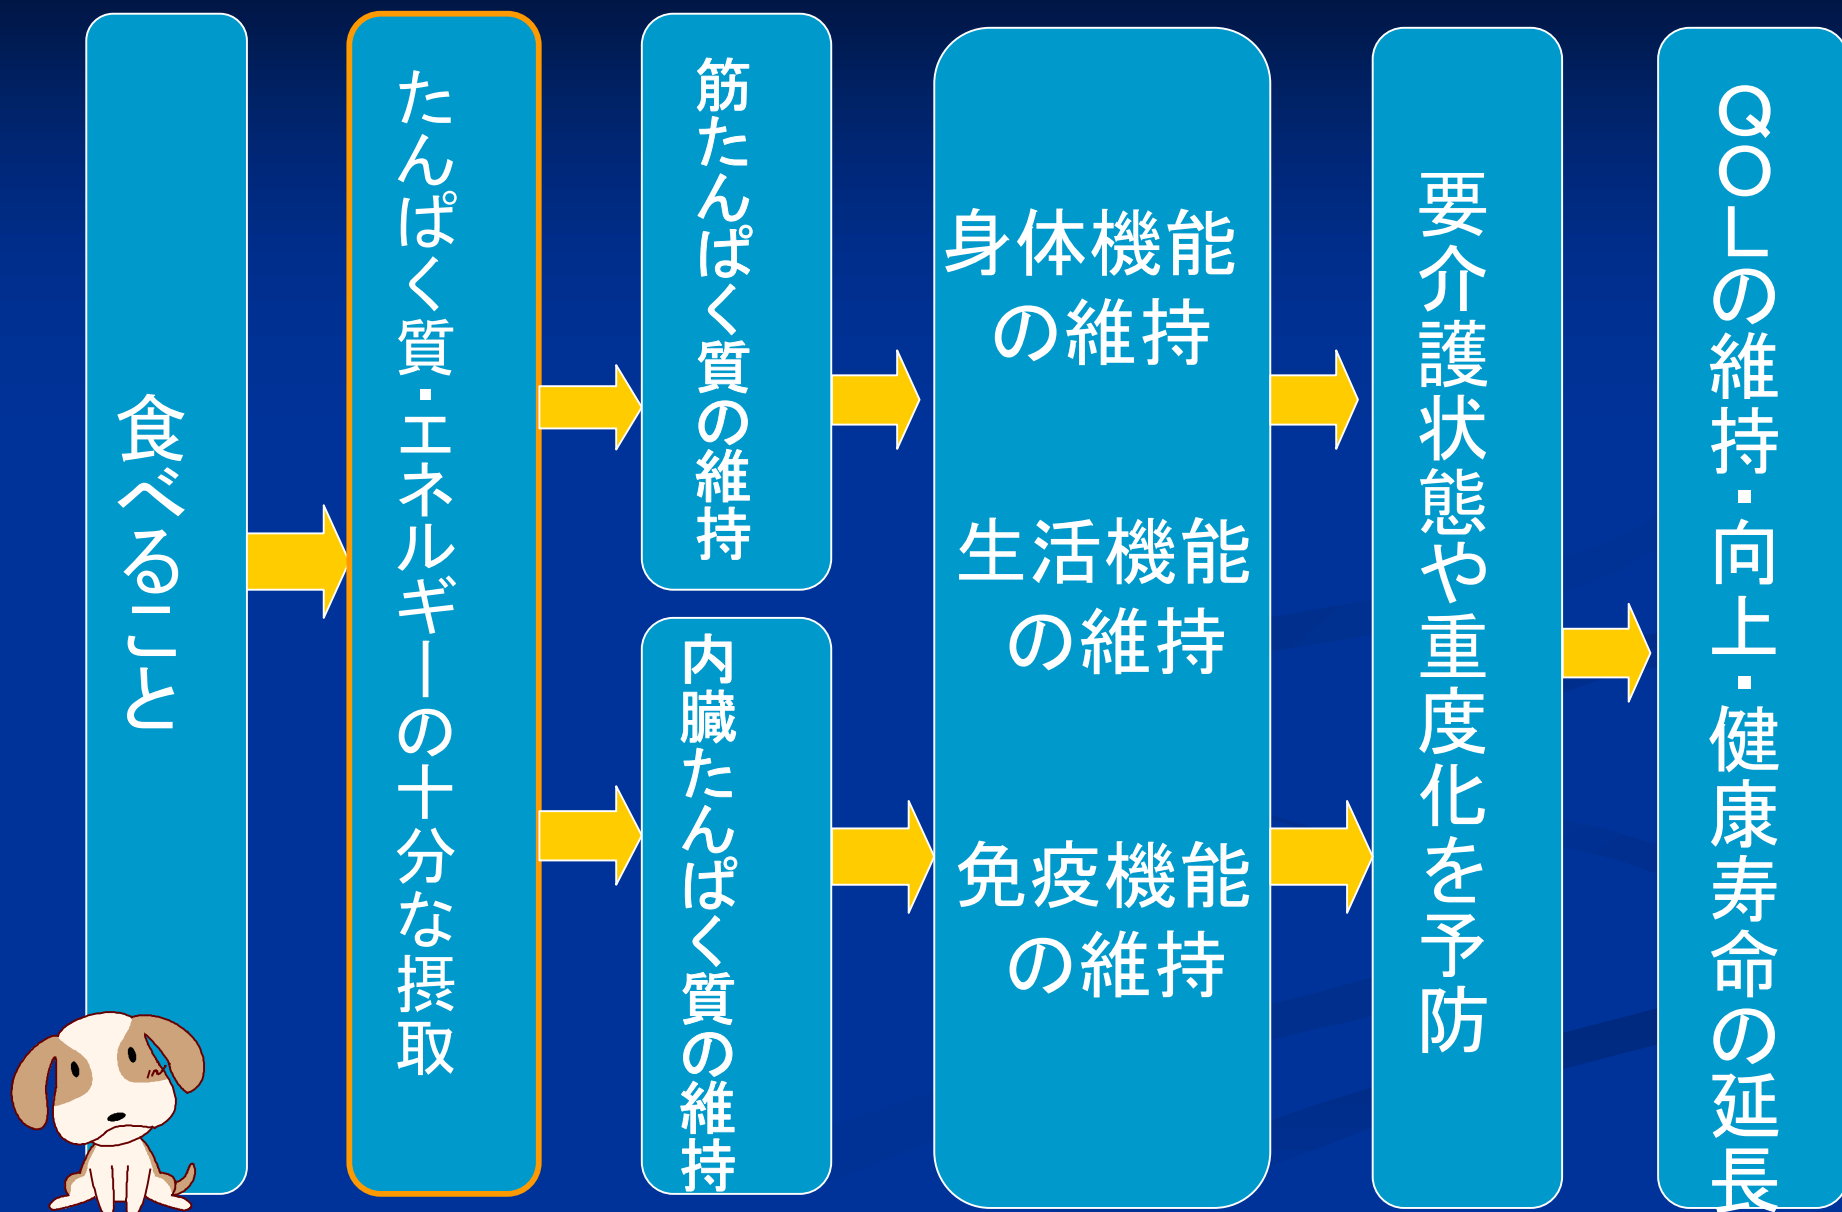 食べること
たんぱく質・エネルギーの十分な摂取
筋たんぱく質の維持
内臓たんぱく質の維持
身体機能
の維持
生活機能
の維持
免疫機能
の維持
要介護状態や重度化を予防
ＱＯＬの維持・向上・健康寿命の延長